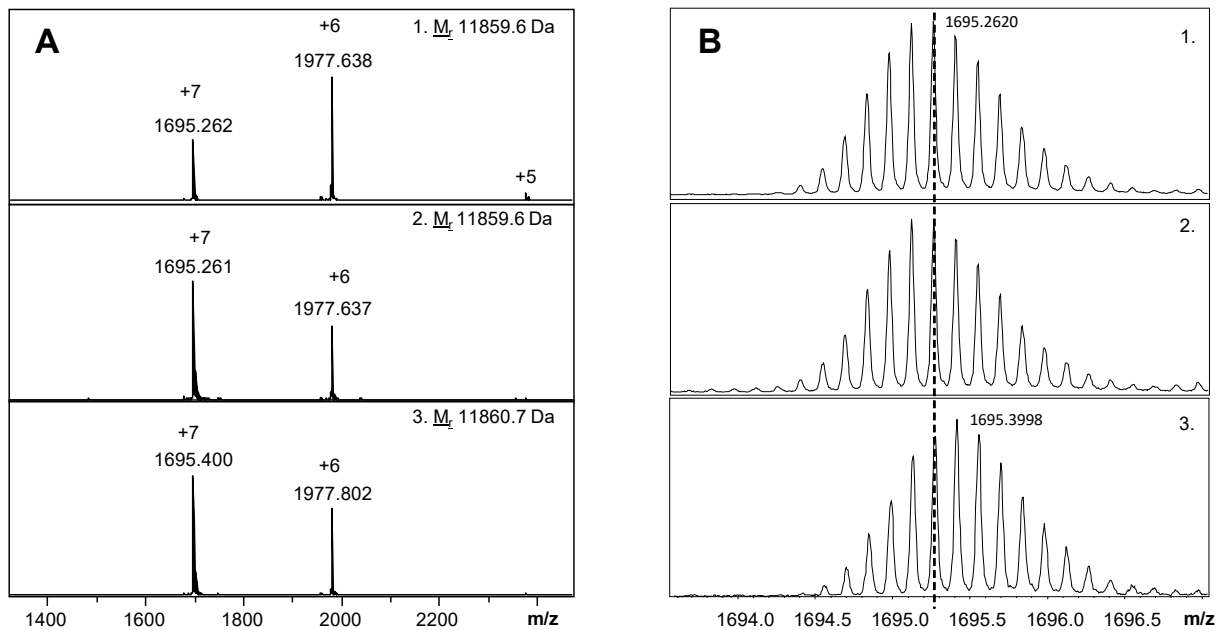 A
1. Mr 11859.6 Da
+6
1977.638
+7
1695.262
+5
2. Mr 11859.6 Da
+7
1695.261
+6
1977.637
3. Mr 11860.7 Da
+7
1695.400
+6
1977.802
1400 1600 1800 2000 2200 m/z
B
1695.2620
1.
2.
1695.3998
3.
1694.0 1694.5 1695.0 1695.5 1696.0 1696.5 m/z